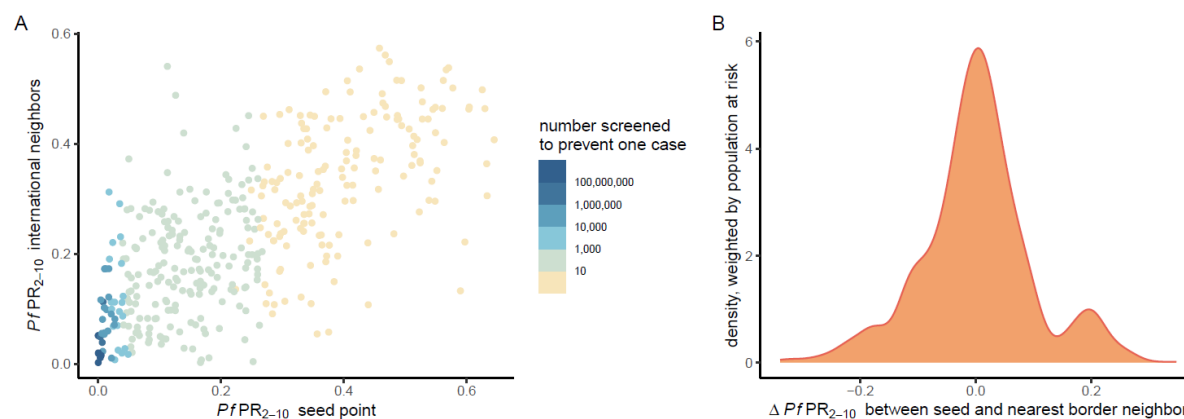 A
Pf PR2–10 international neighbors
0.6
0.4
0.2
0.0
0.0 0.2 0.4 0.6
Pf PR2–10 seed point
number screened
to prevent one case
100,000,000
1,000,000
10,000
1,000
10
B
density, weighted by population at risk
6
4
2
0
−0.2 0.0 0.2
Δ Pf PR2–10 between seed and nearest border neighbor